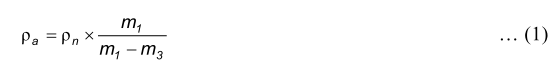 ρₐ = ρₙ × m₁ / (m₁ – m₃) … (1)